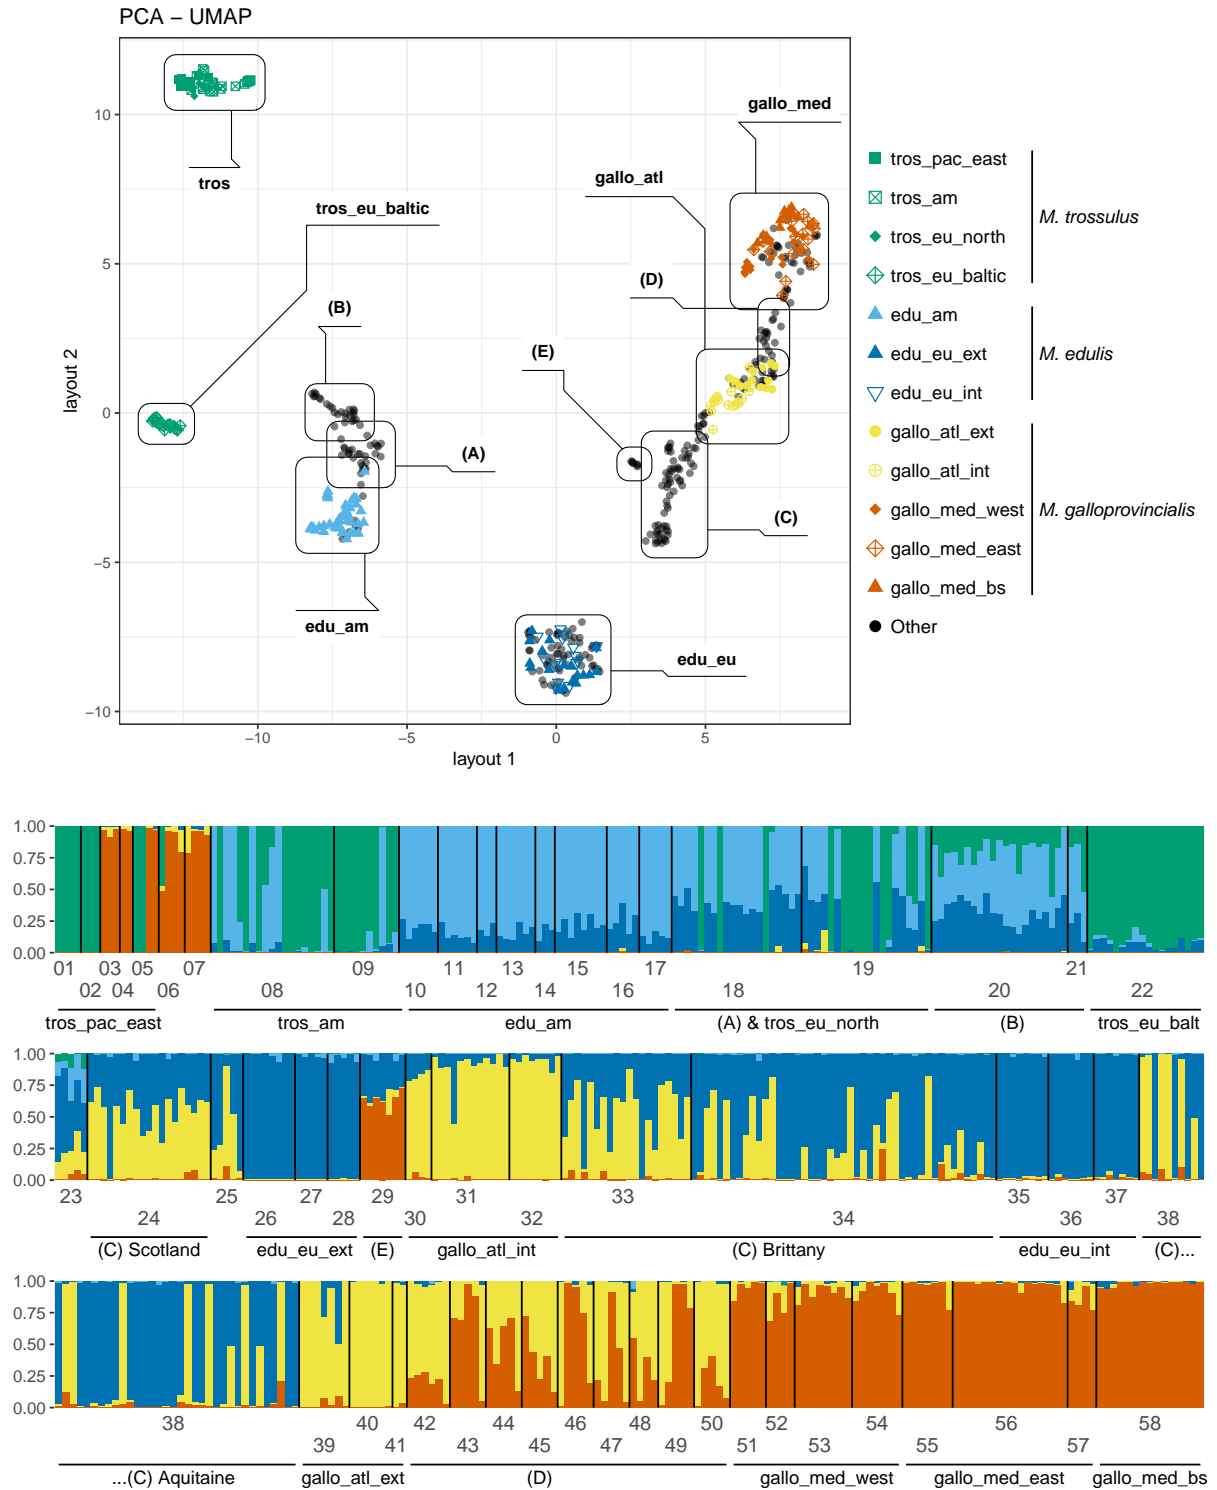 PCA − UMAP
gallo_med
gallo_atl
tros
tros_eu_baltic
(D)
(B)
(E)
(A)
(C)
edu_am
edu_eu
10
5
0
−5
−10
layout 2
−10
−5
0
5
layout 1
tros_pac_east
tros_am
tros_eu_north
tros_eu_baltic
M. trossulus
edu_am
edu_eu_ext
edu_eu_int
M. edulis
gallo_atl_ext
gallo_atl_int
gallo_med_west
gallo_med_east
gallo_med_bs
M. galloprovincialis
Other
1.00
0.75
0.50
0.25
0.00
01 03 05 07 09 11 13 15 17 19 21
02 04 06 08 10 12 14 16 18 20 22
tros_pac_east tros_am edu_am (A) & tros_eu_north (B) tros_eu_balt
1.00
0.75
0.50
0.25
0.00
23 25 27 29 31 33 35 37
24 26 28 30 32 34 36 38
(C) Scotland edu_eu_ext (E) gallo_atl_int (C) Brittany edu_eu_int (C)...
1.00
0.75
0.50
0.25
0.00
38 40 42 44 46 48 50 52 54 56 58
39 41 43 45 47 49 51 53 55 57
...(C) Aquitaine gallo_atl_ext (D) gallo_med_west gallo_med_east gallo_med_bs